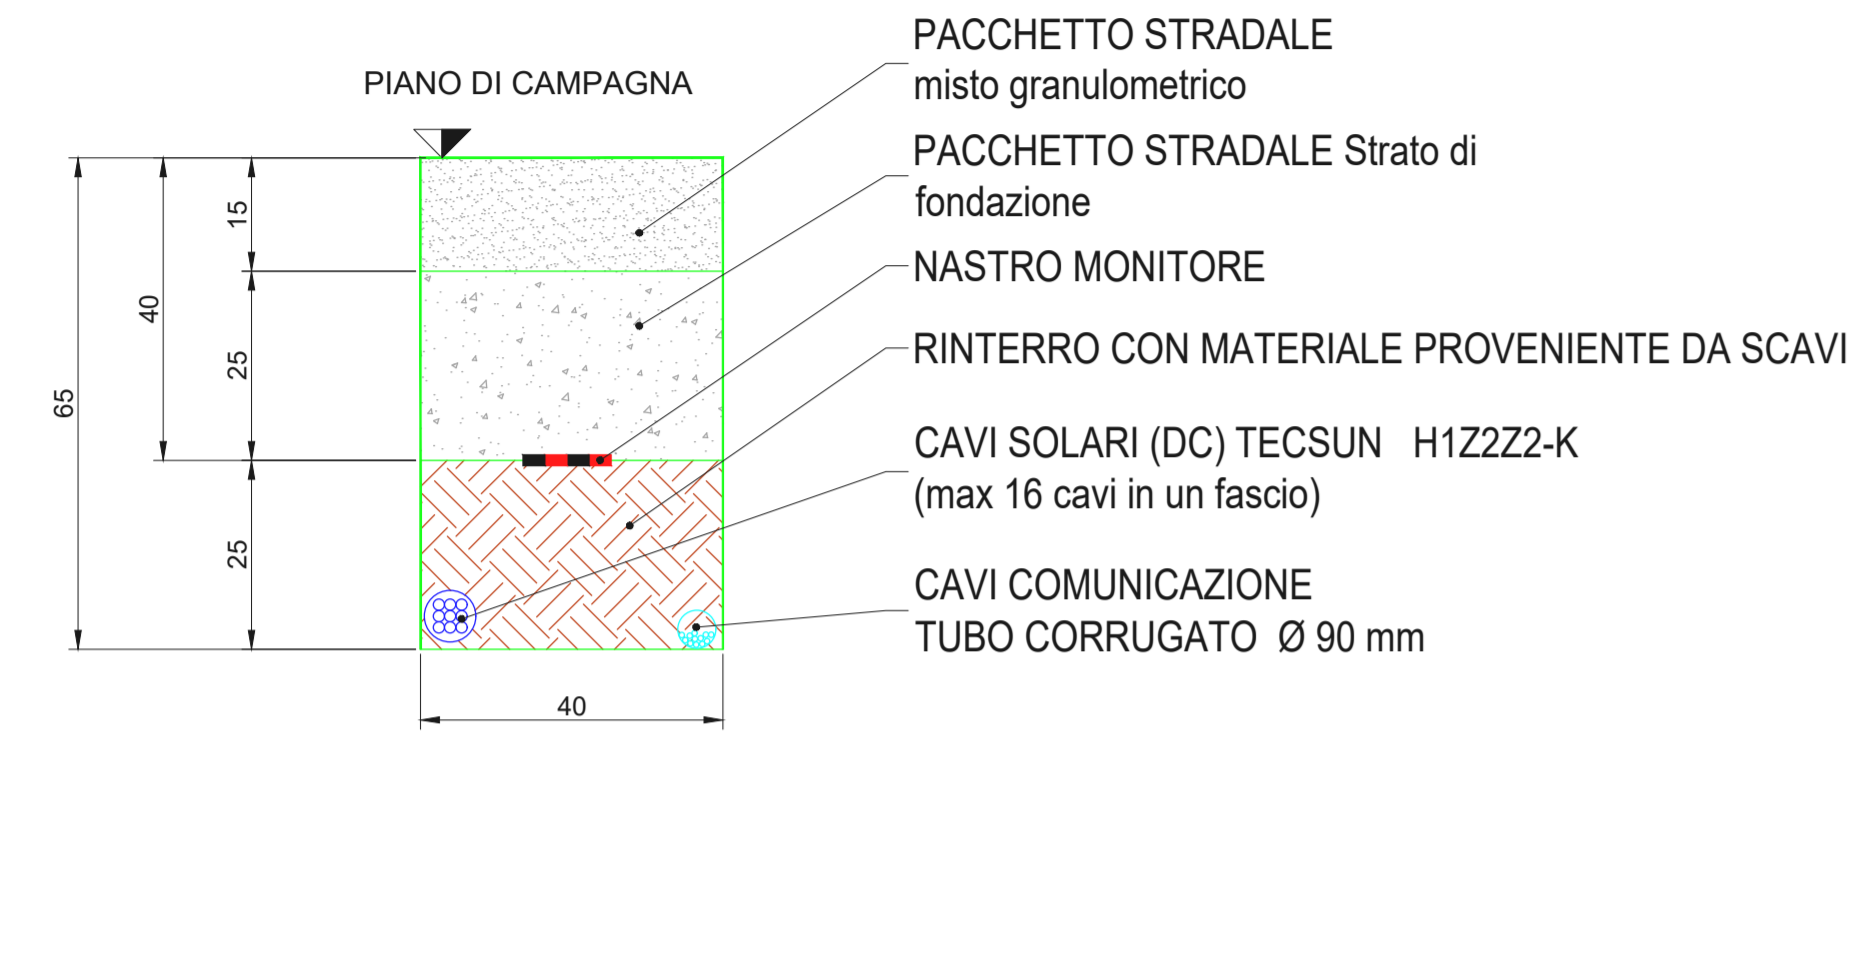 PACCHETTO STRADALE
misto granulometrico
PIANO DI CAMPAGNA
PACCHETTO STRADALE Strato di
fondazione
NASTRO MONITORE
RINTERRO CON MATERIALE PROVENIENTE DA SCAVI
CAVI SOLARI (DC) TECSUN H1Z2Z2-K
(max 16 cavi in un fascio)
CAVI COMUNICAZIONE
TUBO CORRUGATO Ø 90 mm
15
40
25
65
25
40